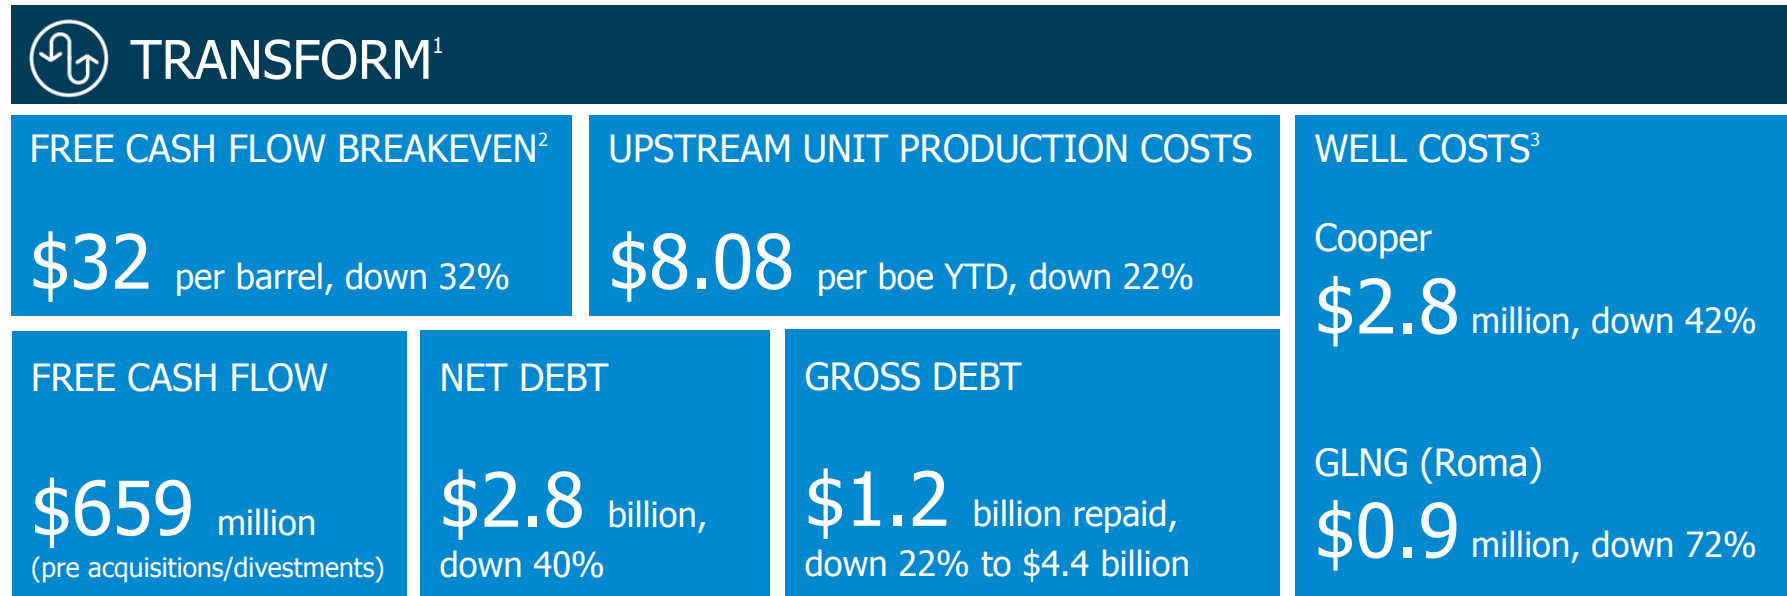 TRANSFORM1
FREE CASH FLOW BREAKEVEN2
$32 per barrel, down 32%
UPSTREAM UNIT PRODUCTION COSTS
$8.08 per boe YTD, down 22%
WELL COSTS3
Cooper
$2.8 million, down 42%
GLNG (Roma)
$0.9 million, down 72%
FREE CASH FLOW
$659 million
(pre acquisitions/divestments)
NET DEBT
$2.8 billion,
down 40%
GROSS DEBT
$1.2 billion repaid,
down 22% to $4.4 billion